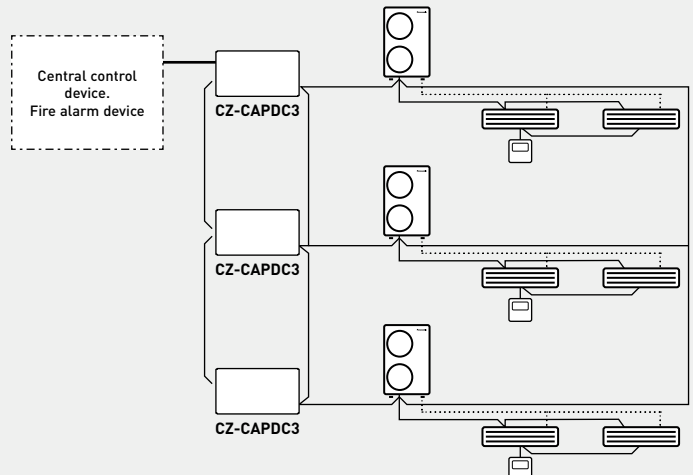 Central control
device.
Fire alarm device
CZ-CAPDC3
CZ-CAPDC3
CZ-CAPDC3